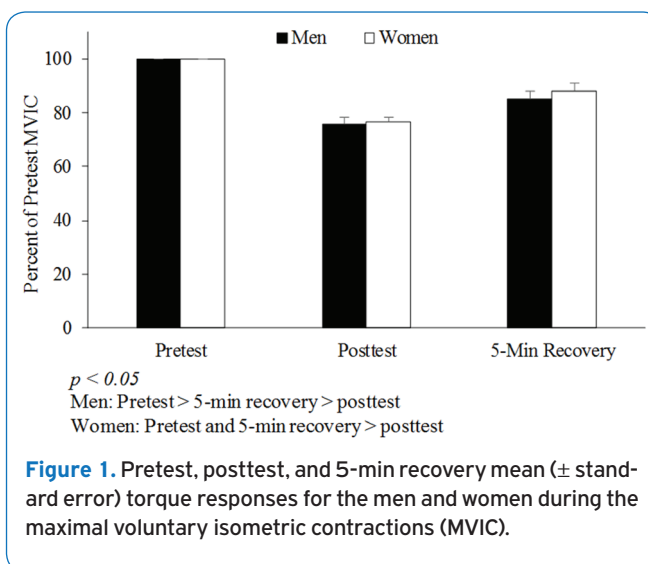 Men Women
Percent of Pretest MVIC
100
80
60
40
20
0
Pretest Posttest 5-Min Recovery
p < 0.05
Men: Pretest > 5-min recovery > posttest
Women: Pretest and 5-min recovery > posttest
Figure 1. Pretest, posttest, and 5-min recovery mean (± stand-
ard error) torque responses for the men and women during the
maximal voluntary isometric contractions (MVIC).